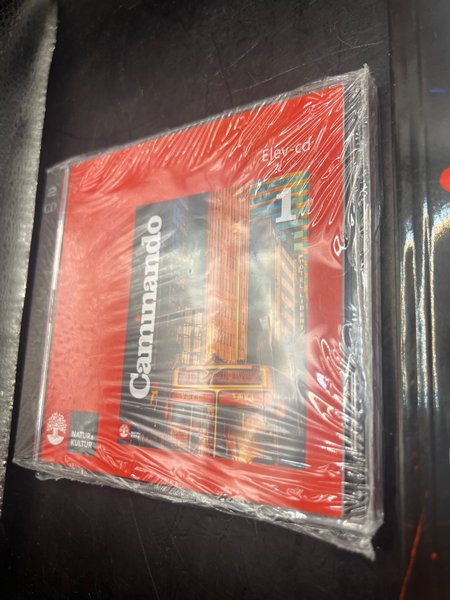 2
CD
Elev-cd
1
Caminando
NATUR &
KULTUR